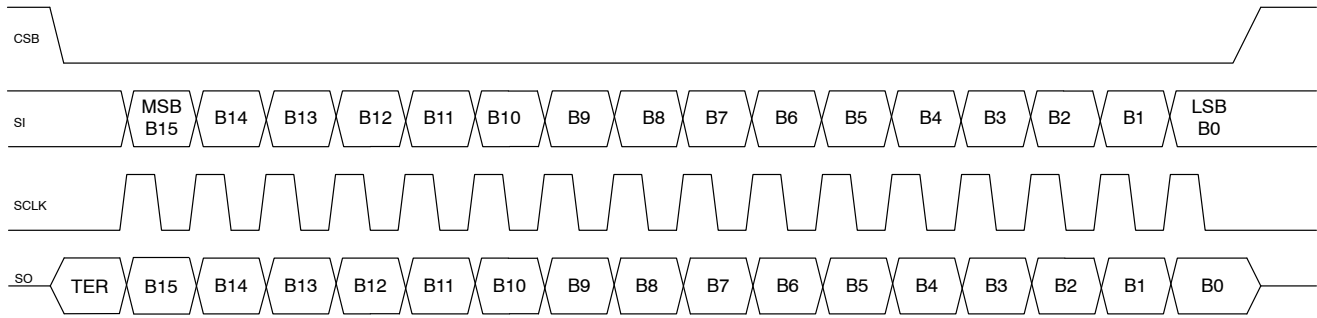 CSB
SI MSB B15 B14 B13 B12 B11 B10 B9 B8 B7 B6 B5 B4 B3 B2 B1 LSB B0
SCLK
SO TER B15 B14 B13 B12 B11 B10 B9 B8 B7 B6 B5 B4 B3 B2 B1 B0